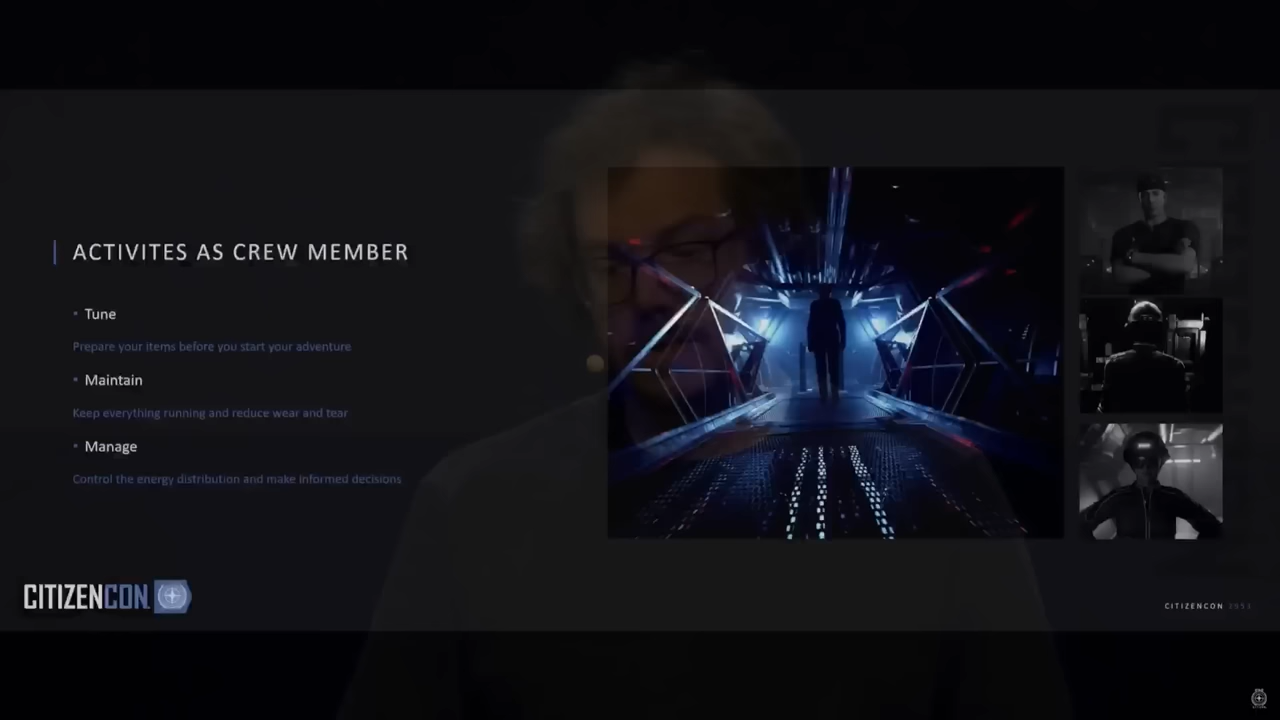 ACTIVITES AS CREW MEMBER
• Tune
Prepare your items before you start your adventure
• Maintain
Keep everything running and reduce wear and tear
• Manage
Control the energy distribution and make informed decisions
CITIZENCON
CITIZENCON 2953